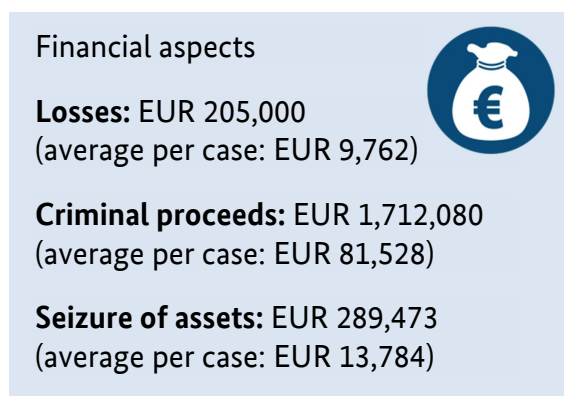 Financial aspects
Losses: EUR 205,000
(average per case: EUR 9,762)
Criminal proceeds: EUR 1,712,080
(average per case: EUR 81,528)
Seizure of assets: EUR 289,473
(average per case: EUR 13,784)
€